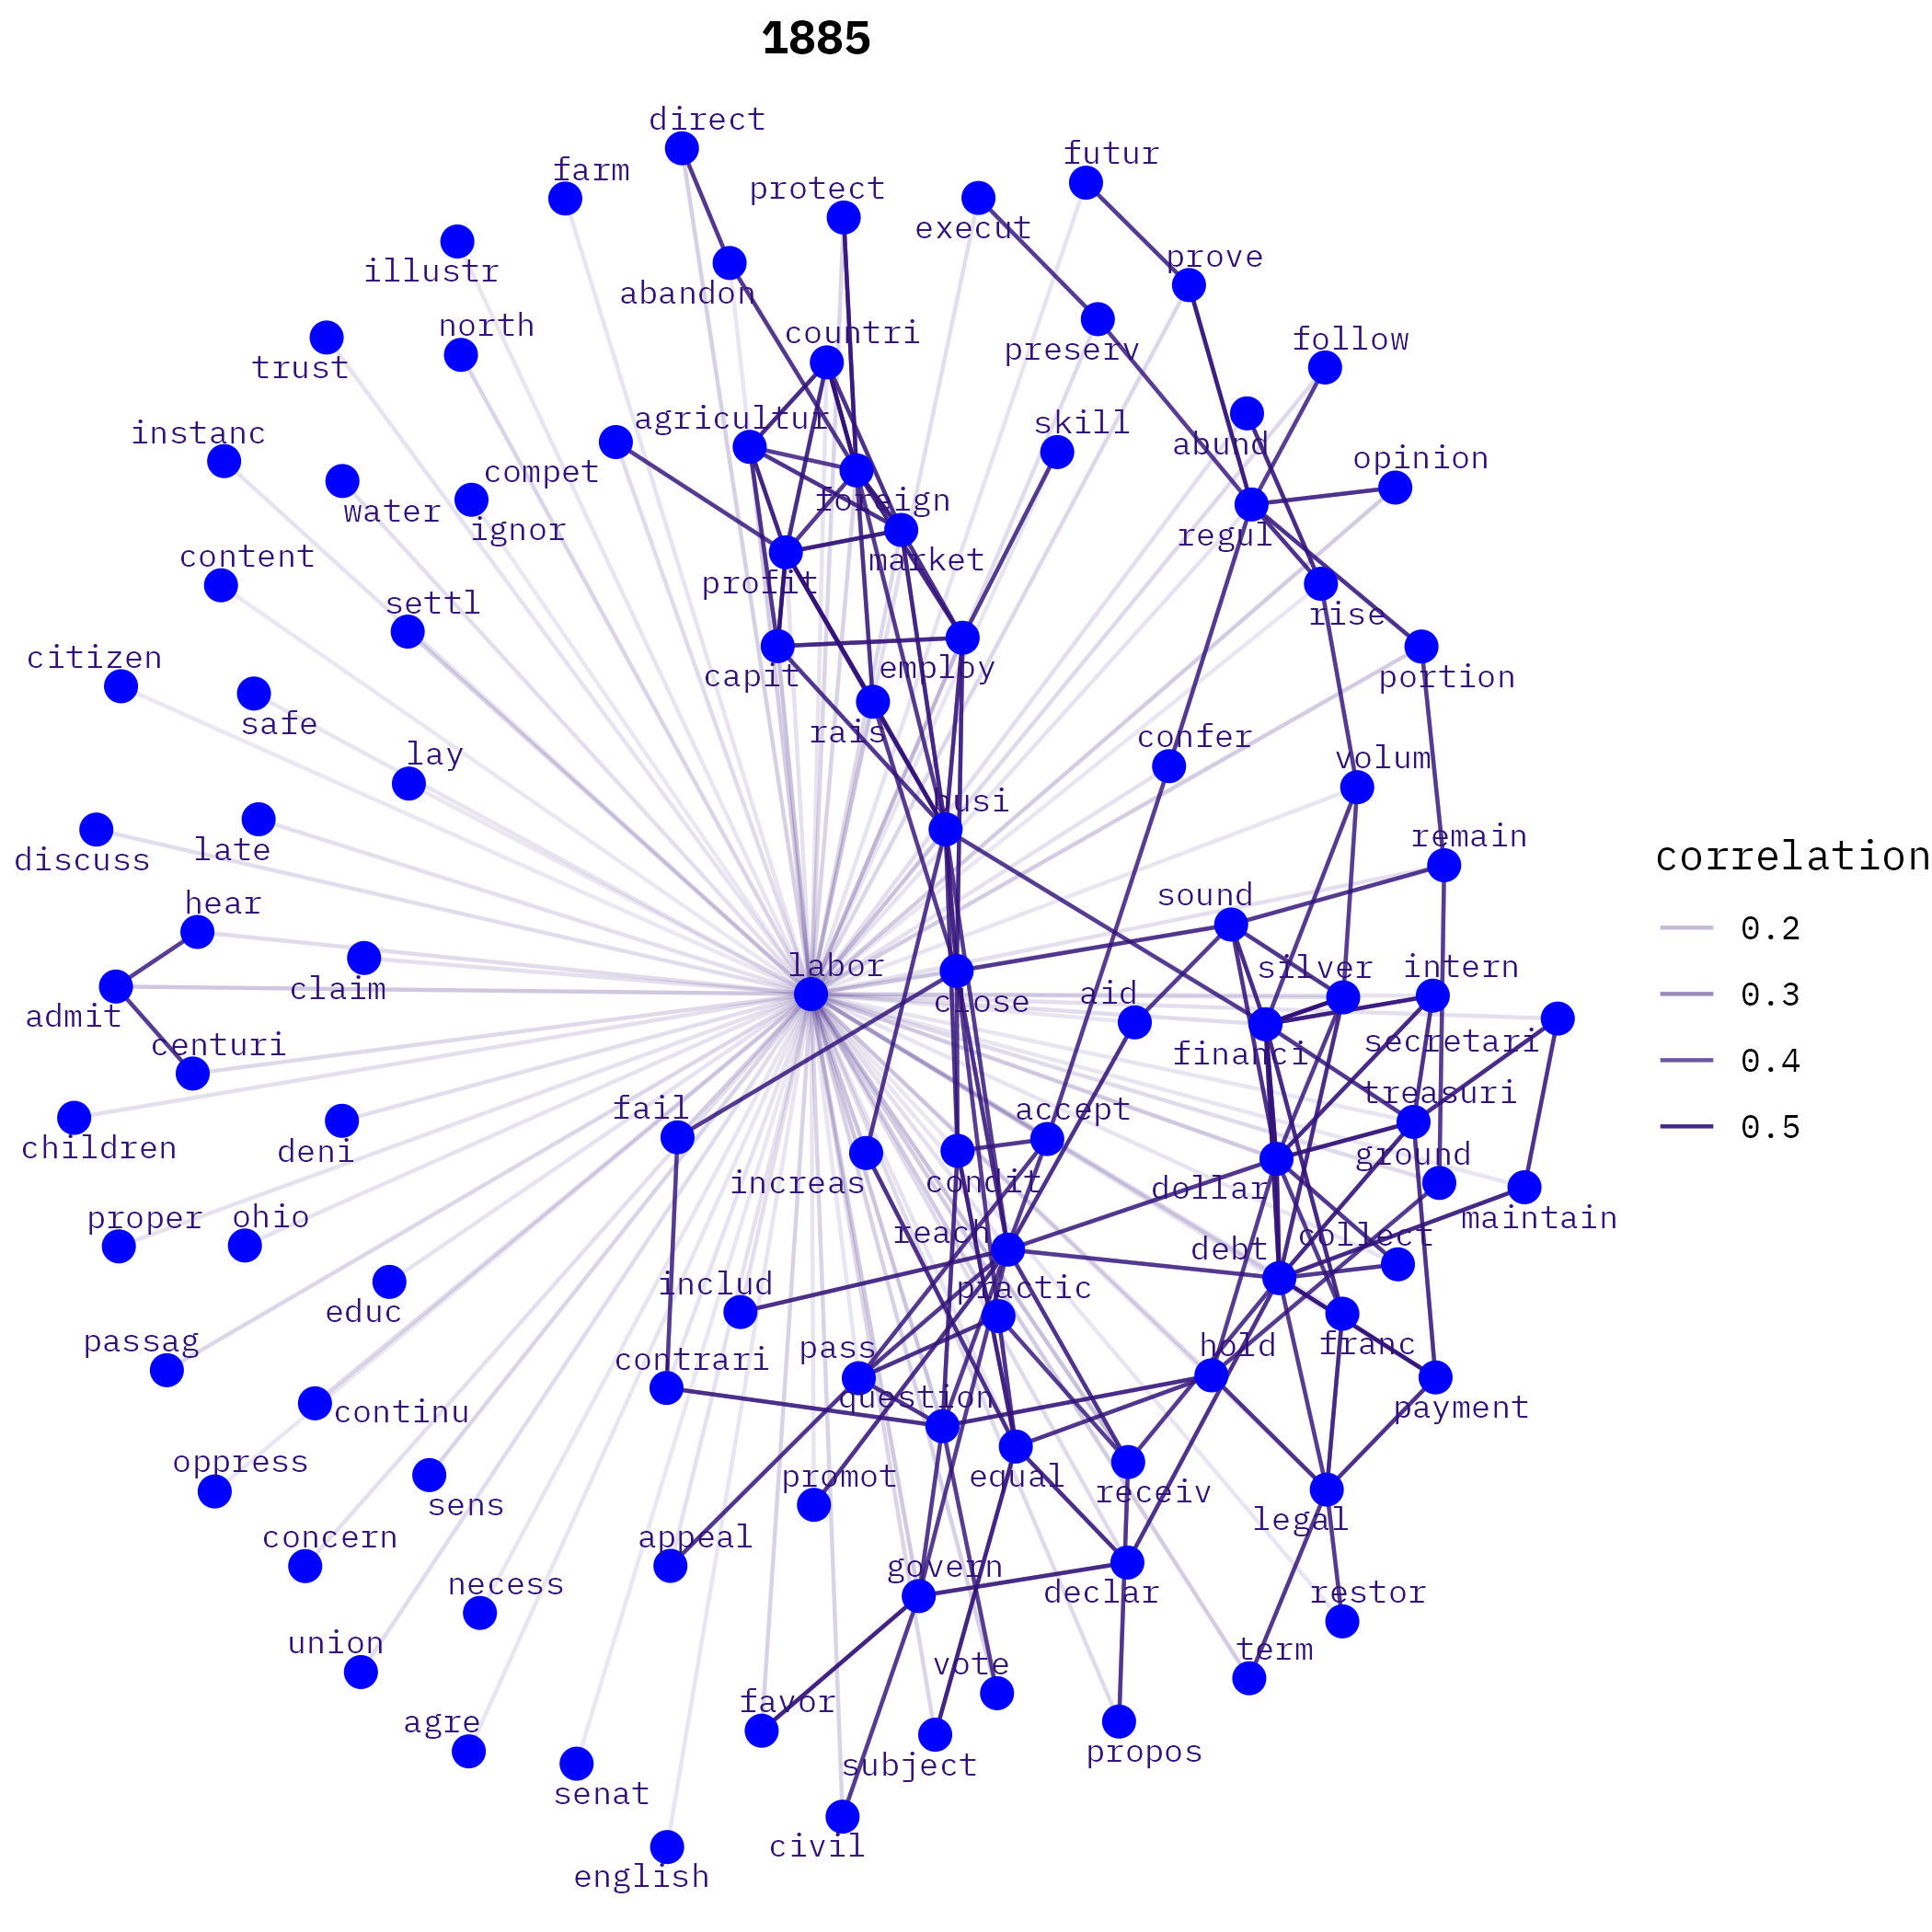 1885
direct
futur
farm
protect
execut
prove
illustr
abandon
north
countri
preserv
follow
trust
agricultur
skill
instanc
abund
opinion
compet
water
foreign
ignor
regul
content
market
profit
settl
rise
citizen
employ
capit
portion
safe
rais
confer
lay
volum
busi
discuss
late
remain
correlation
hear
sound
0.2
labor
silver
intern
claim
close
aid
0.3
admit
centuri
financi
secretari
0.4
treasuri
fail
accept
0.5
children
deni
ground
increas
condit
dollar
proper
ohio
maintain
reach
debt
collect
includ
practic
educ
passag
pass
hold
franc
contrari
question
continu
payment
oppress
promot
equal
receiv
sens
legal
concern
appeal
necess
govern
declar
restor
union
term
vote
favor
agre
subject
propos
senat
civil
english